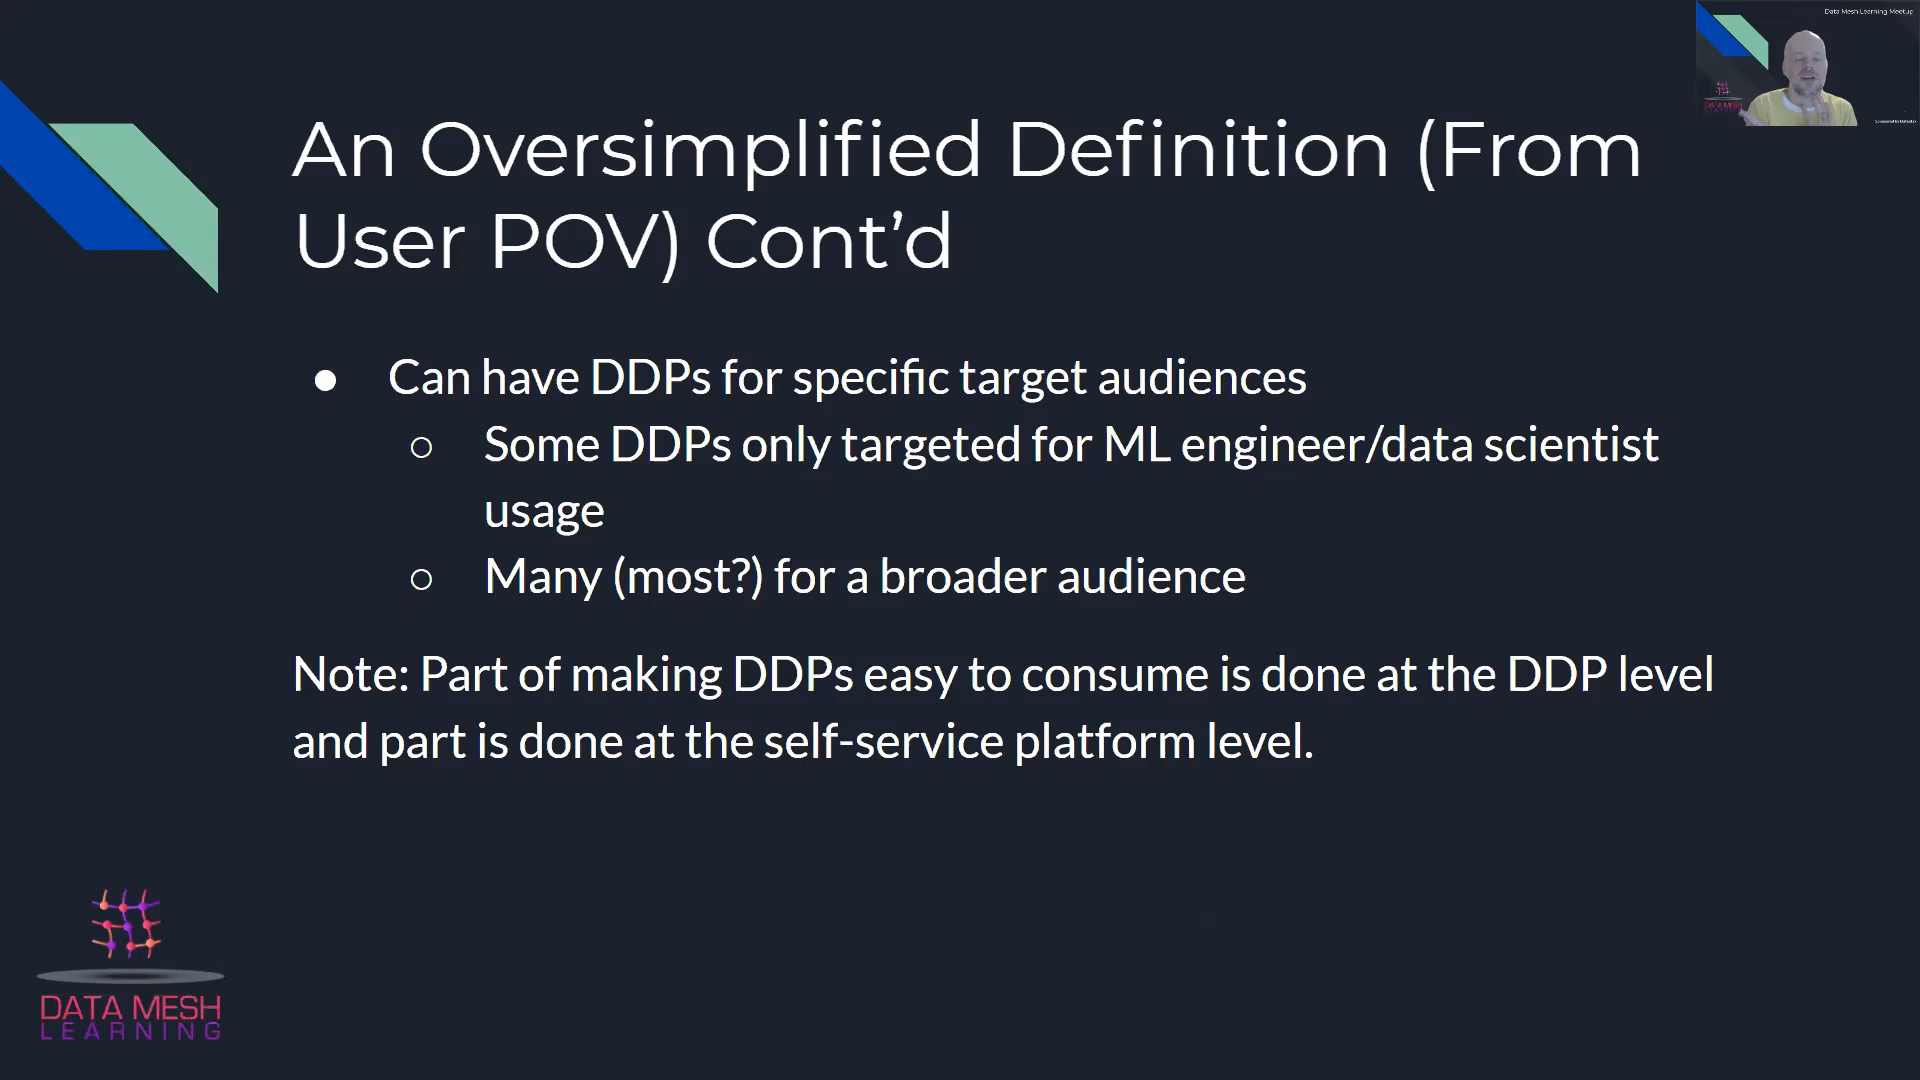 Data Mesh Learning Meetup
An Oversimplified Definition (From
User POV) Cont’d
● Can have DDPs for specific target audiences
○ Some DDPs only targeted for ML engineer/data scientist
usage
○ Many (most?) for a broader audience
Note: Part of making DDPs easy to consume is done at the DDP level
and part is done at the self-service platform level.
DATA MESH
LEARNING
DATA MESH